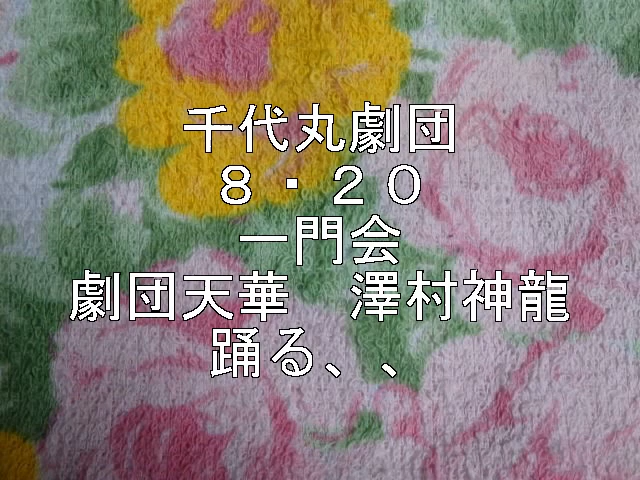 千代丸劇団
８・２０
一門会
劇団天華　澤村神龍
踊る、、